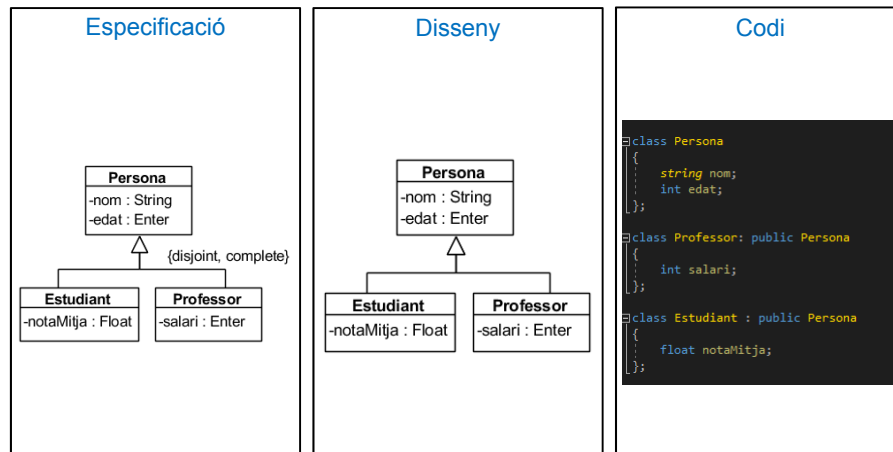 Especificació
Persona
-nom : String
-edat : Enter
{disjoint, complete}
Estudiant
-notaMitja : Float
Professor
-salari : Enter
Disseny
Persona
-nom : String
-edat : Enter
Estudiant
-notaMitja : Float
Professor
-salari : Enter
Codi
class Persona
{
string nom;
int edat;
};
class Professor: public Persona
{
int salari;
};
class Estudiant : public Persona
{
float notaMitja;
};